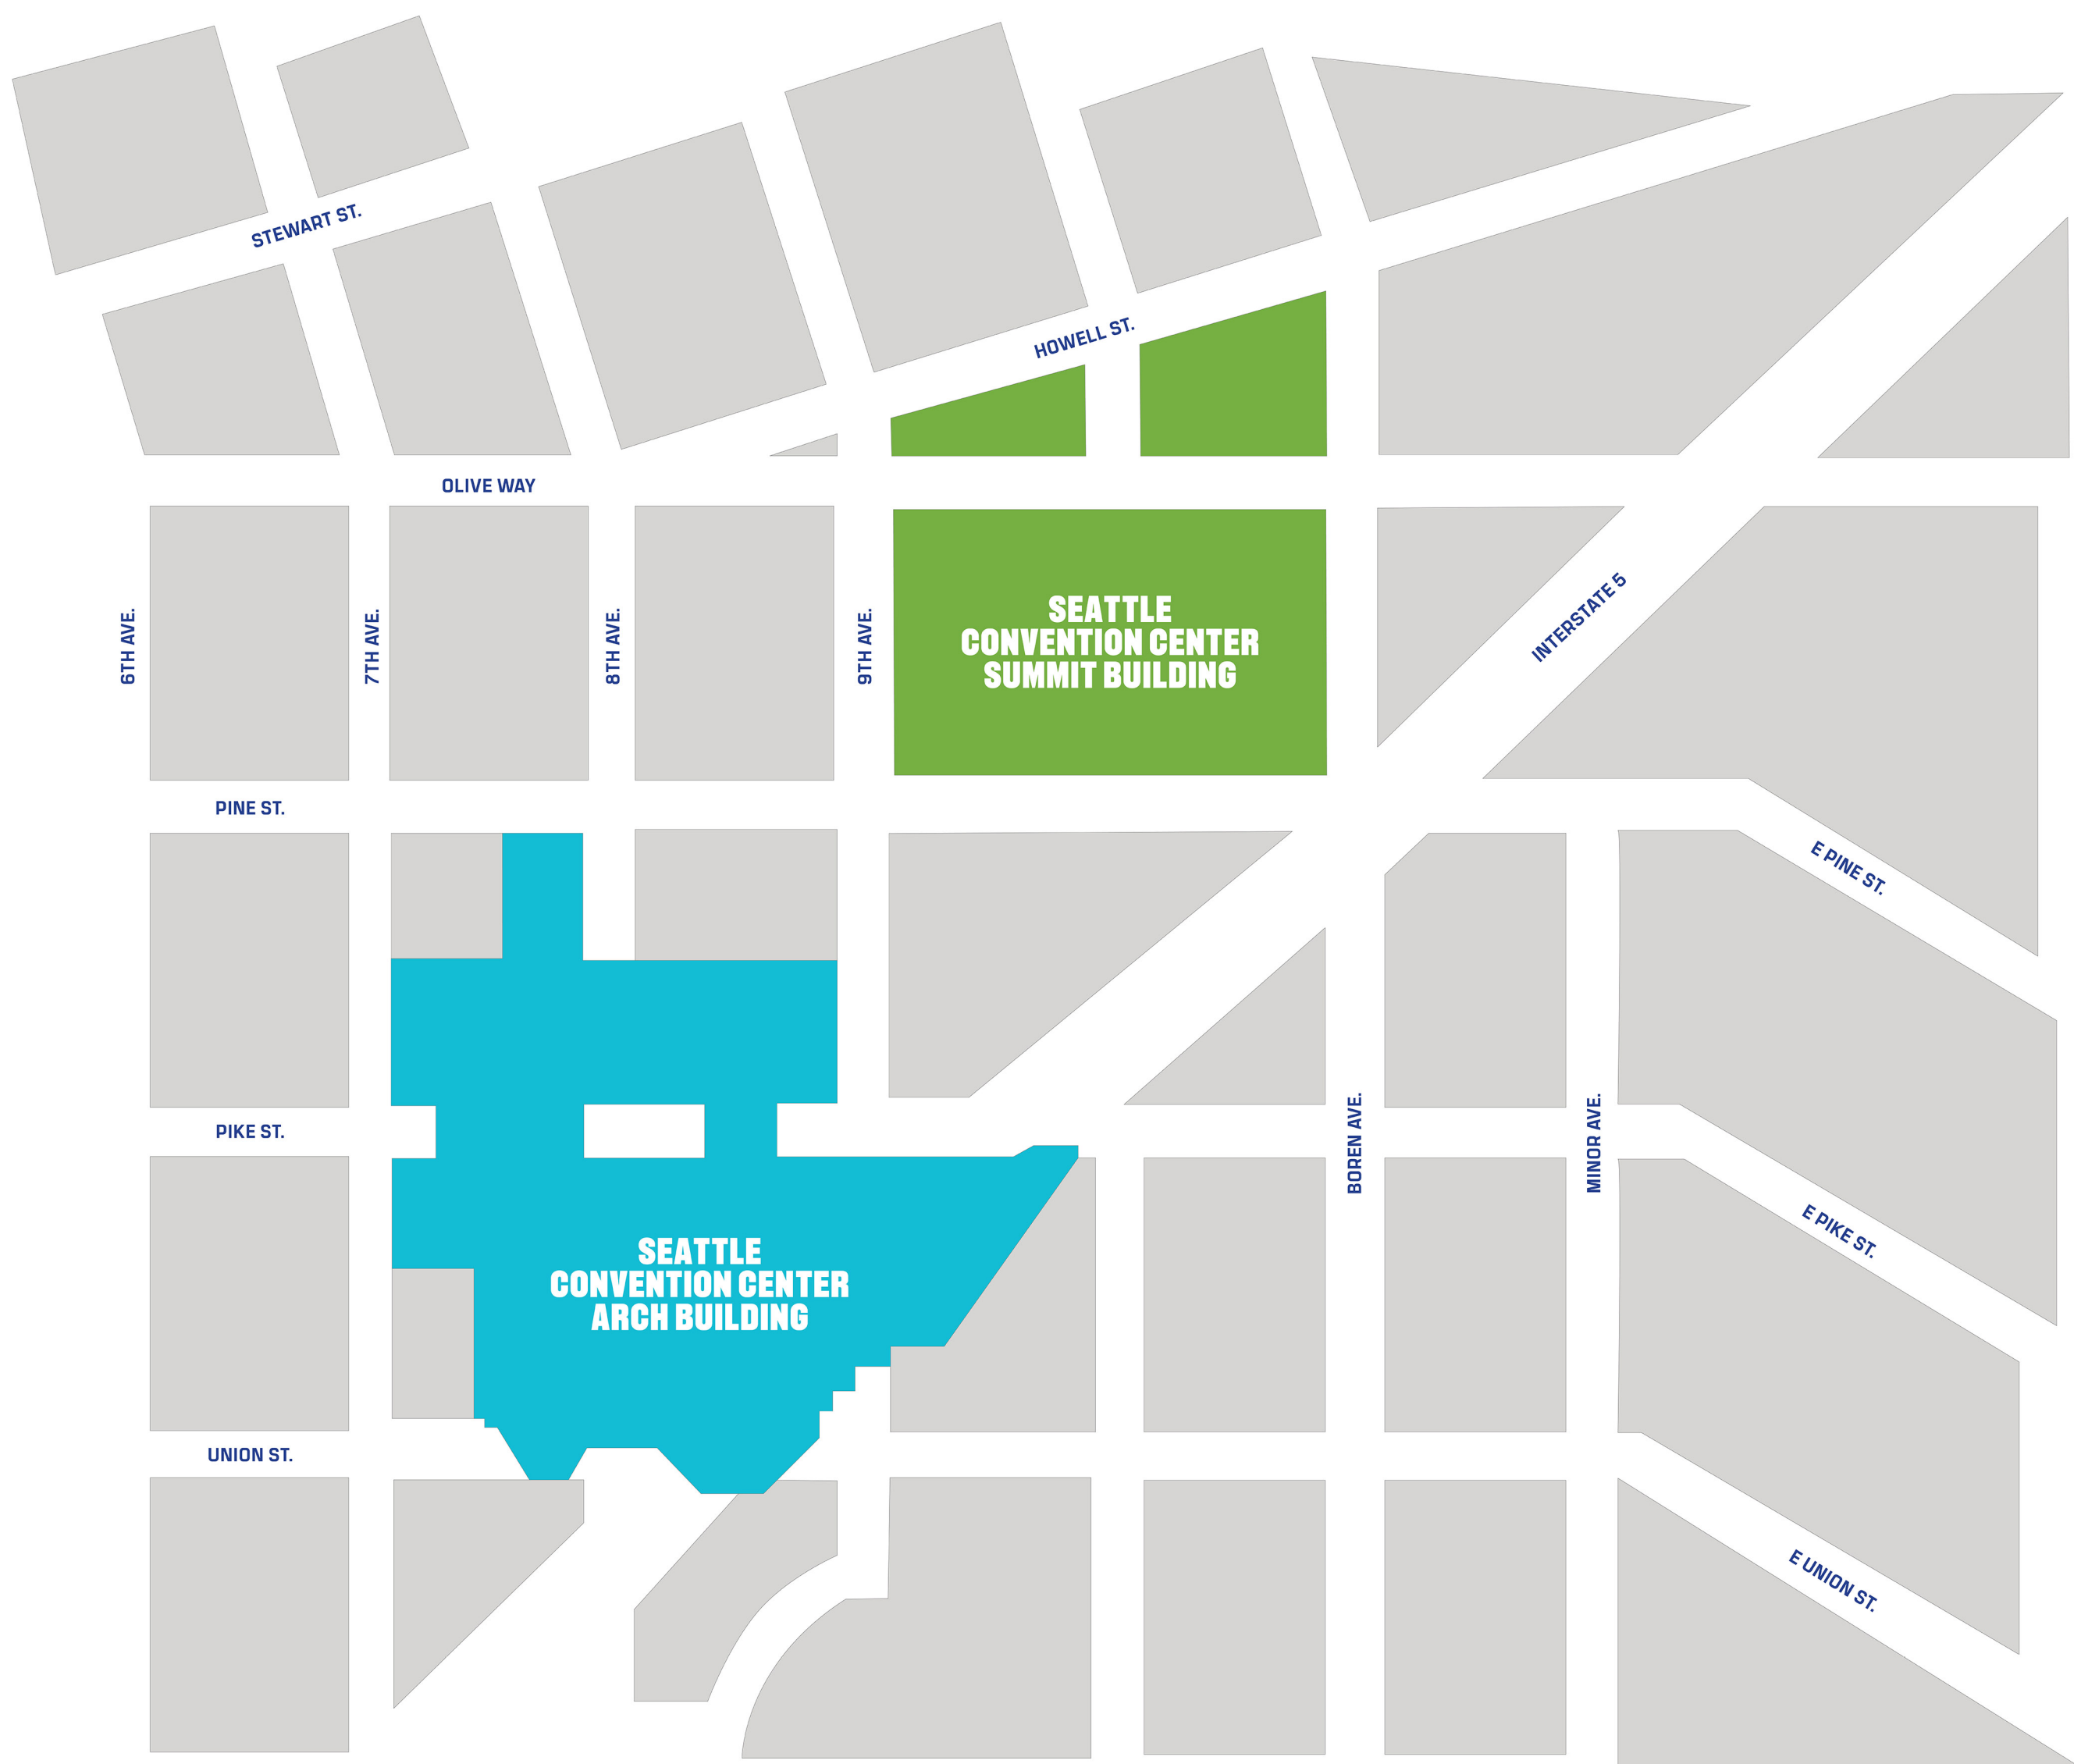 STEWART ST.
HOWELL ST.
OLIVE WAY
6TH AVE.
7TH AVE.
8TH AVE.
9TH AVE.
SEATTLE
CONVENTION CENTER
SUMMIT BUILDING
INTERSTATE 5
PINE ST.
E PINE ST.
PIKE ST.
BOREN AVE.
MINOR AVE.
E PIKE ST.
SEATTLE
CONVENTION CENTER
ARCH BUILDING
UNION ST.
E UNION ST.